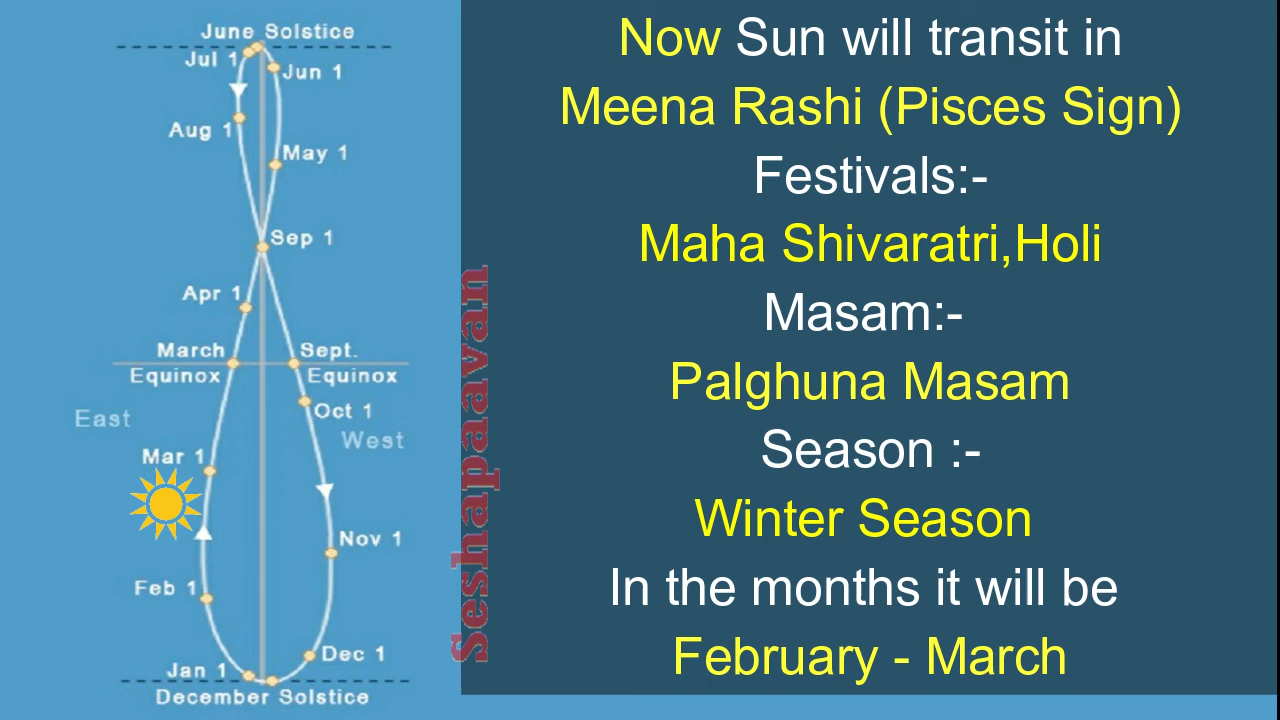 June Solstice
Jul 1
Jun 1
Aug 1
May 1
Sep 1
Apr 1
March
Equinox
Sept.
Equinox
East
Oct 1
West
Mar 1
Nov 1
Feb 1
Dec 1
Jan 1
December Solstice
Seshapaavan
Now Sun will transit in
Meena Rashi (Pisces Sign)
Festivals:-
Maha Shivaratri,Holi
Masam:-
Palghuna Masam
Season :-
Winter Season
In the months it will be
February - March